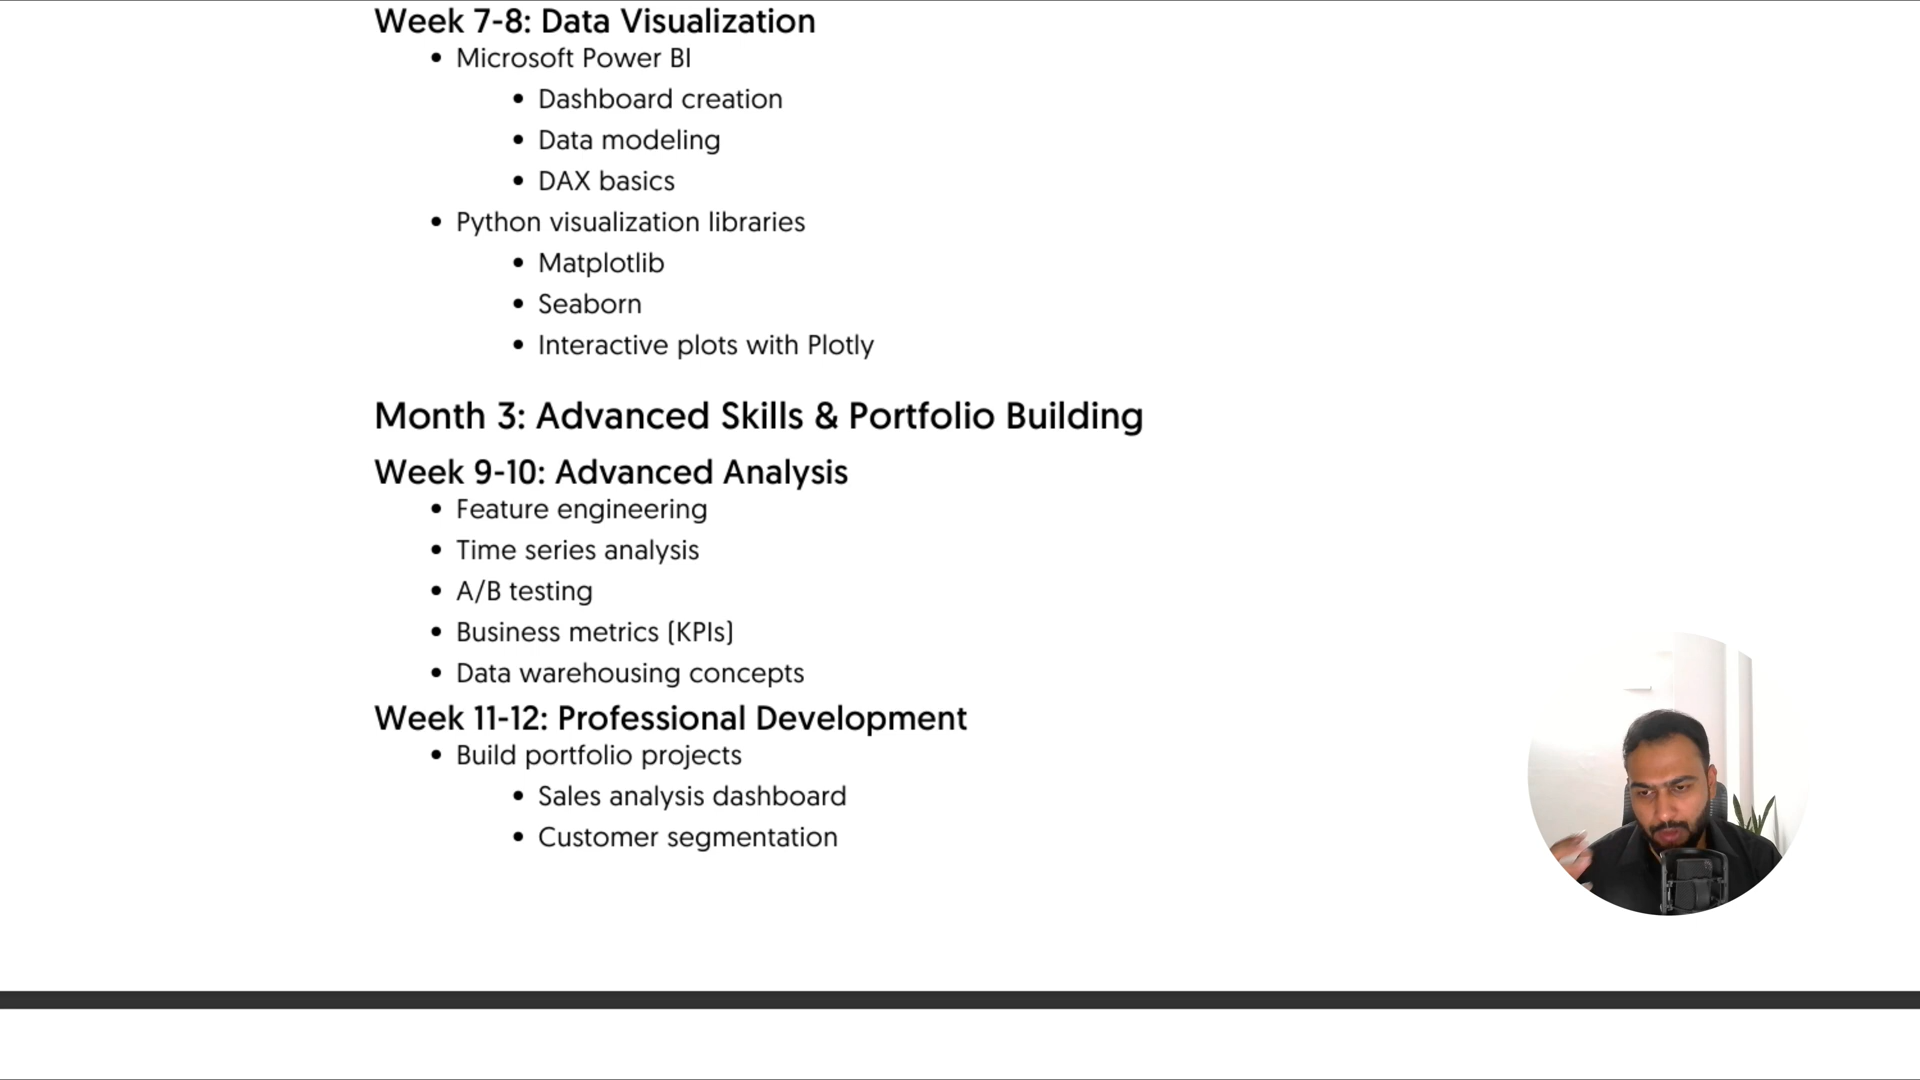 Week 7-8: Data Visualization
• Microsoft Power BI
• Dashboard creation
• Data modeling
• DAX basics
• Python visualization libraries
• Matplotlib
• Seaborn
• Interactive plots with Plotly
Month 3: Advanced Skills & Portfolio Building
Week 9-10: Advanced Analysis
• Feature engineering
• Time series analysis
• A/B testing
• Business metrics (KPIs)
• Data warehousing concepts
Week 11-12: Professional Development
• Build portfolio projects
• Sales analysis dashboard
• Customer segmentation